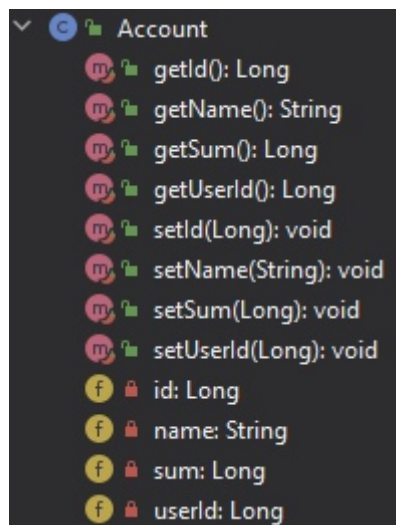 Account
getId(): Long
getName(): String
getSum(): Long
getUserId(): Long
setId(Long): void
setName(String): void
setSum(Long): void
setUserId(Long): void
id: Long
name: String
sum: Long
userId: Long